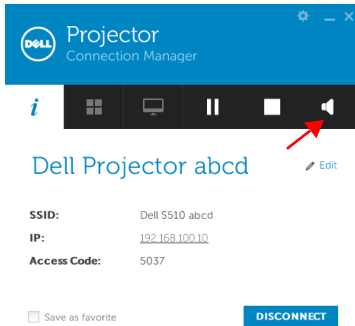 DELL
Projector
Connection Manager
i
Dell Projector abcd
Edit
SSID: Dell S510 abcd
IP: 192.168.100.10
Access Code: 5037
Save as favorite
DISCONNECT